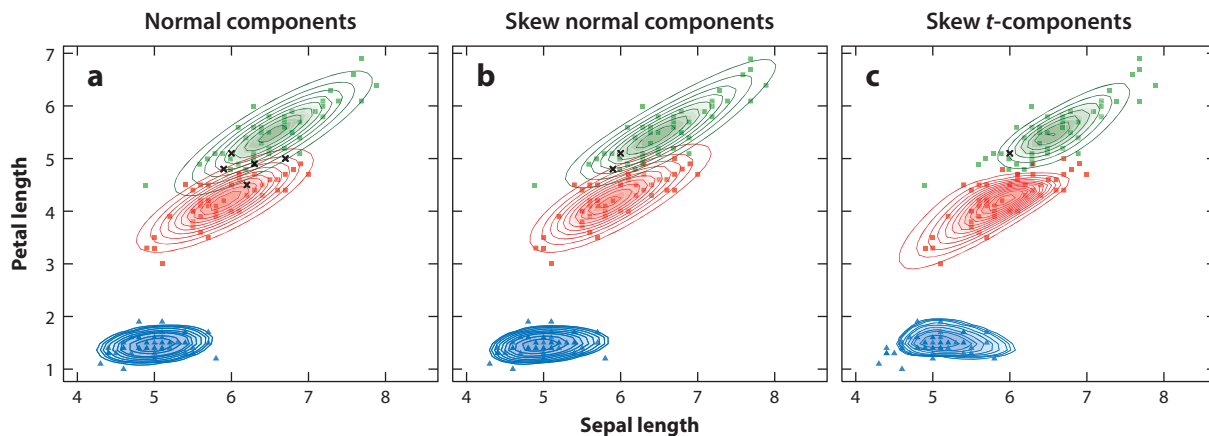 Normal components
Skew normal components
Skew t-components
a
b
c
7
6
5
4
3
2
1
Petal length
4 5 6 7 8
4 5 6 7 8
4 5 6 7 8
Sepal length